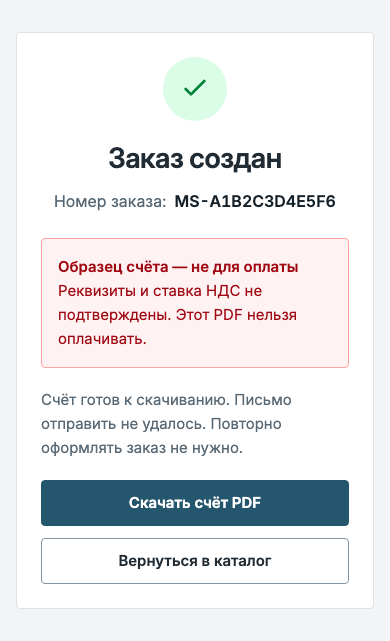 Заказ создан
Номер заказа: MS-A1B2C3D4E5F6
Образец счёта — не для оплаты
Реквизиты и ставка НДС не
подтверждены. Этот PDF нельзя
оплачивать.
Счёт готов к скачиванию. Письмо
отправить не удалось. Повторно
оформлять заказ не нужно.
Скачать счёт PDF
Вернуться в каталог